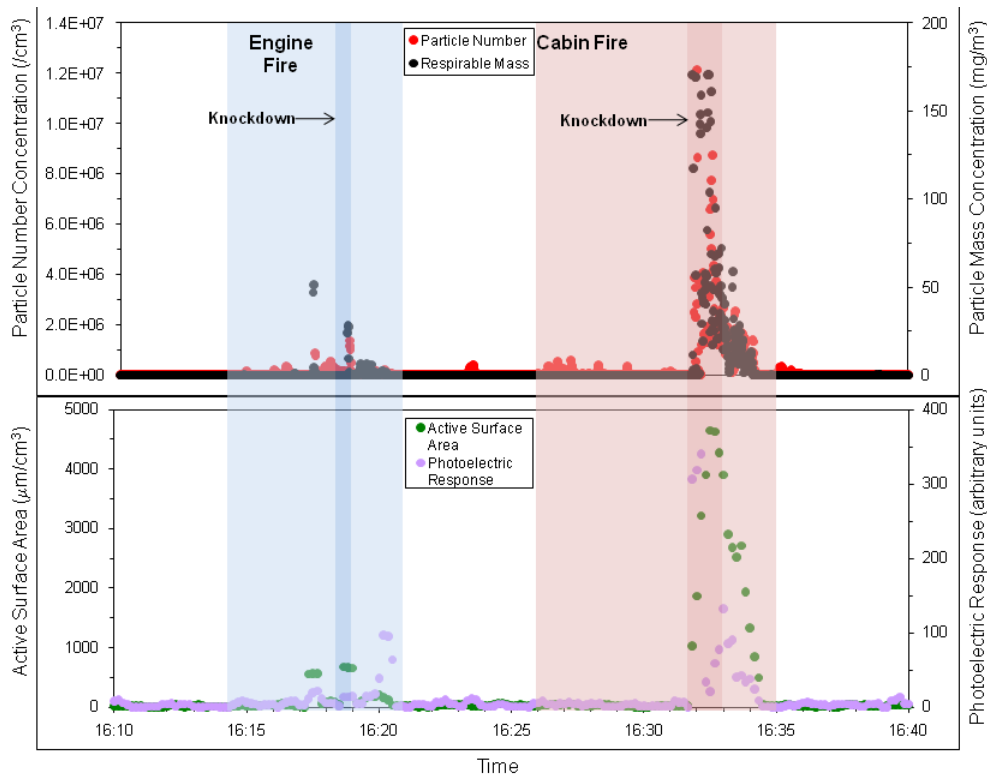 Particle Number Concentration (/cm3)
1.4E+07
1.2E+07
1.0E+07
8.0E+06
6.0E+06
4.0E+06
2.0E+06
0.0E+00
Engine
Fire
Knockdown
Particle Number
Respirable Mass
Cabin Fire
Knockdown
200
150
100
50
0
Particle Mass Concentration (mg/m3)
Active Surface Area (μm/cm3)
5000
4000
3000
2000
1000
0
Active Surface
Area
Photoelectric
Response
400
300
200
100
0
Photoelectric Response (arbitrary units)
16:10 16:15 16:20 16:25 16:30 16:35 16:40
Time